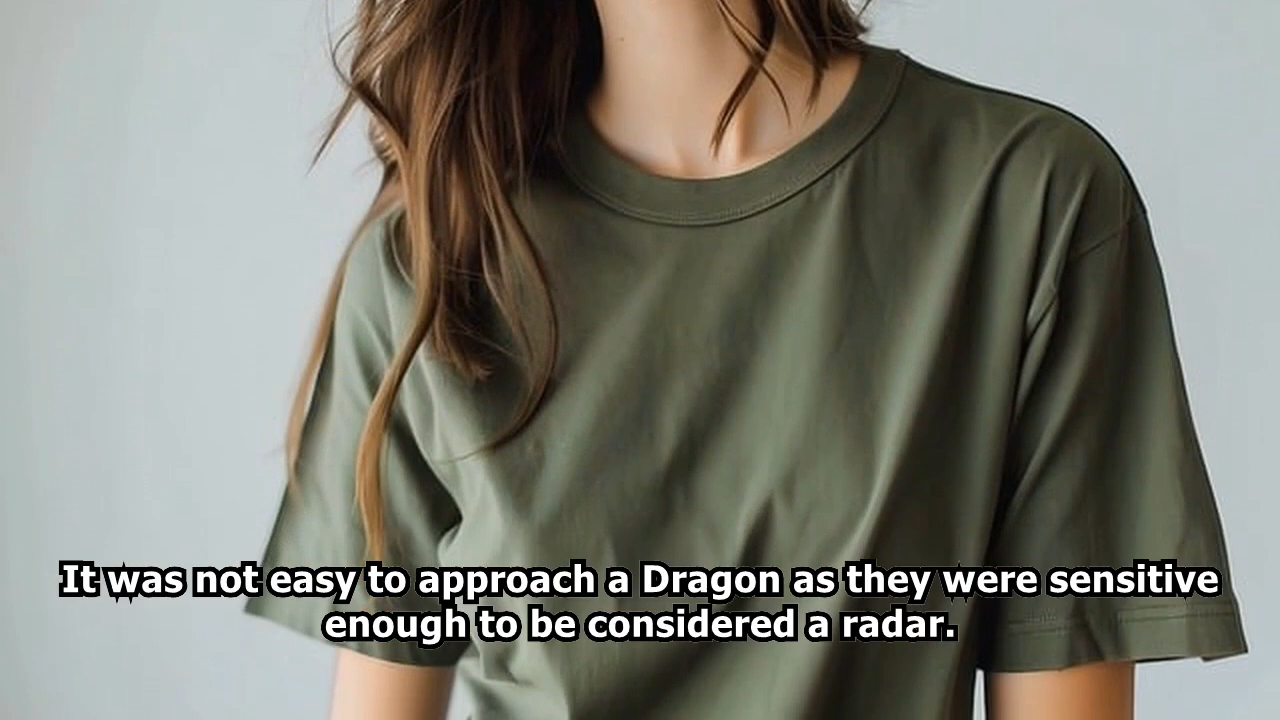 It was not easy to approach a Dragon as they were sensitive
enough to be considered a radar.